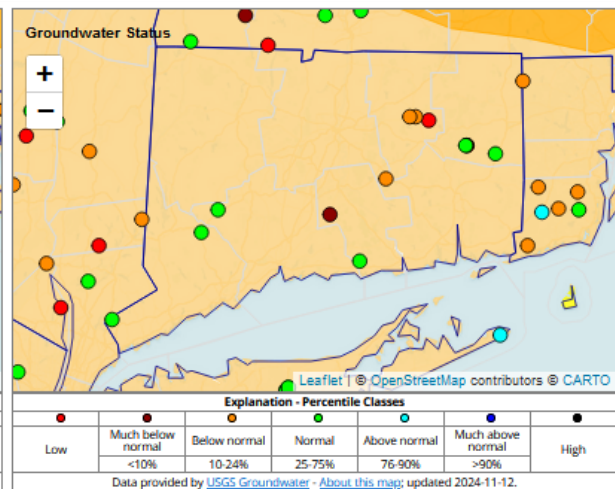 Groundwater Status
+
−
Leaflet | © OpenStreetMap contributors © CARTO
Explanation - Percentile Classes
Low
Much below normal
Below normal
Normal
Above normal
Much above normal
High
<10%
10-24%
25-75%
76-90%
>90%
Data provided by USGS Groundwater - About this map; updated 2024-11-12.